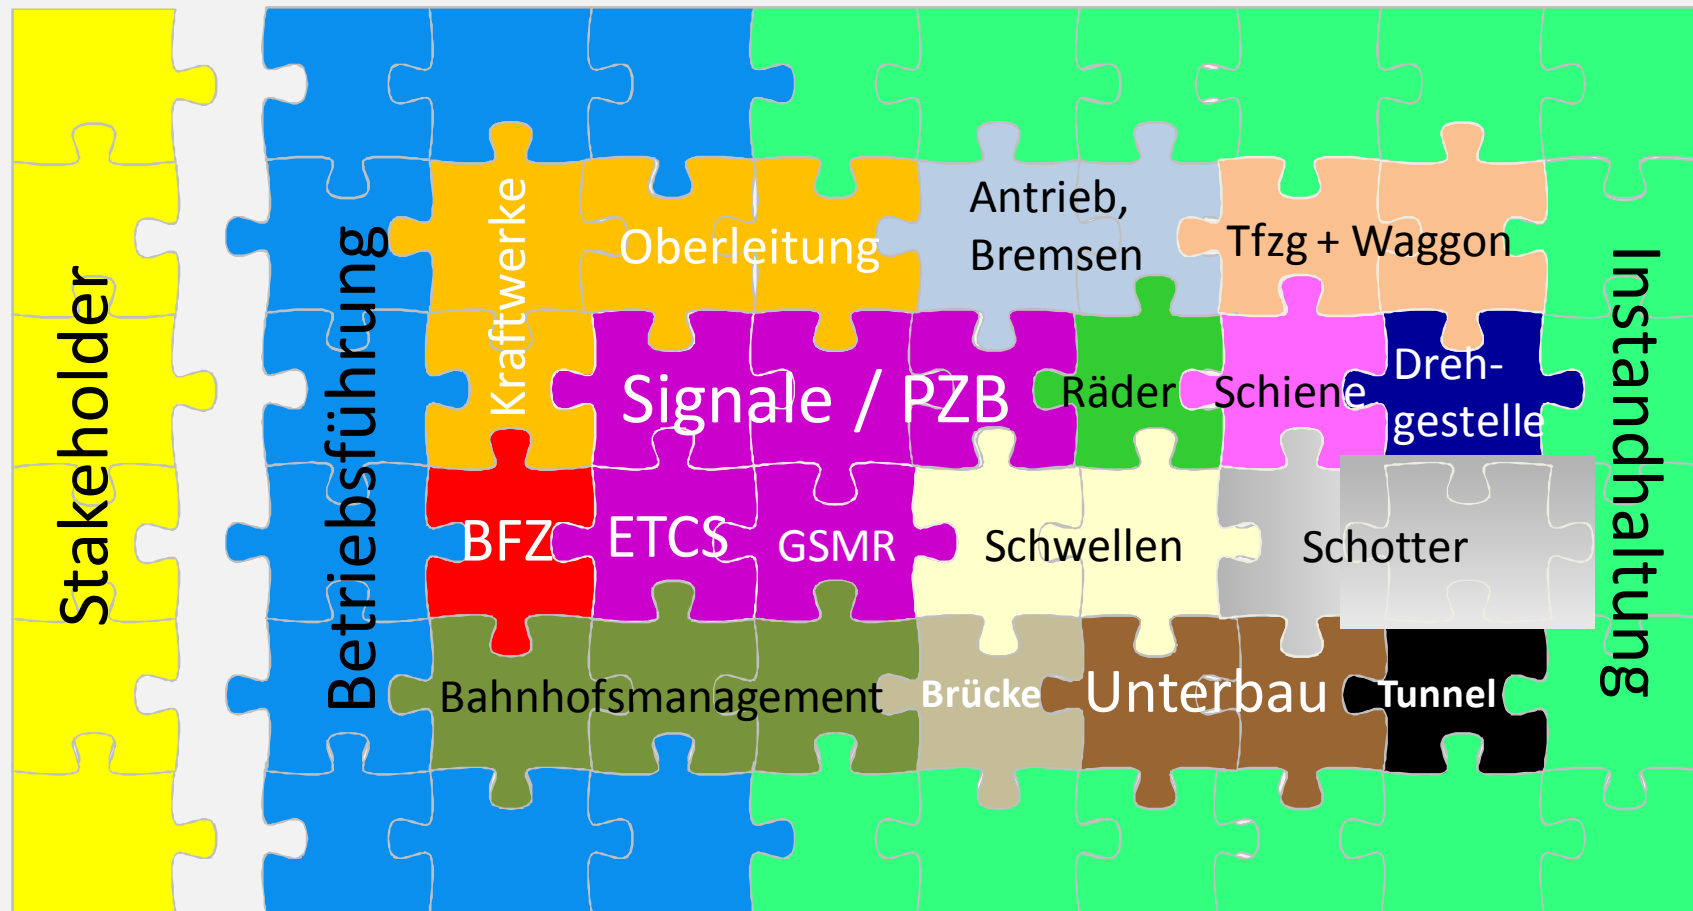 Stakeholder
Betriebsführung
Kraftwerke
Oberleitung
Antrieb,
Bremsen
Tfzg + Waggon
Instandhaltung
Signale / PZB
Räder
Schiene
Dreh-
gestelle
BFZ
ETCS
GSMR
Schwellen
Schotter
Bahnhofsmanagement
Brücke
Unterbau
Tunnel